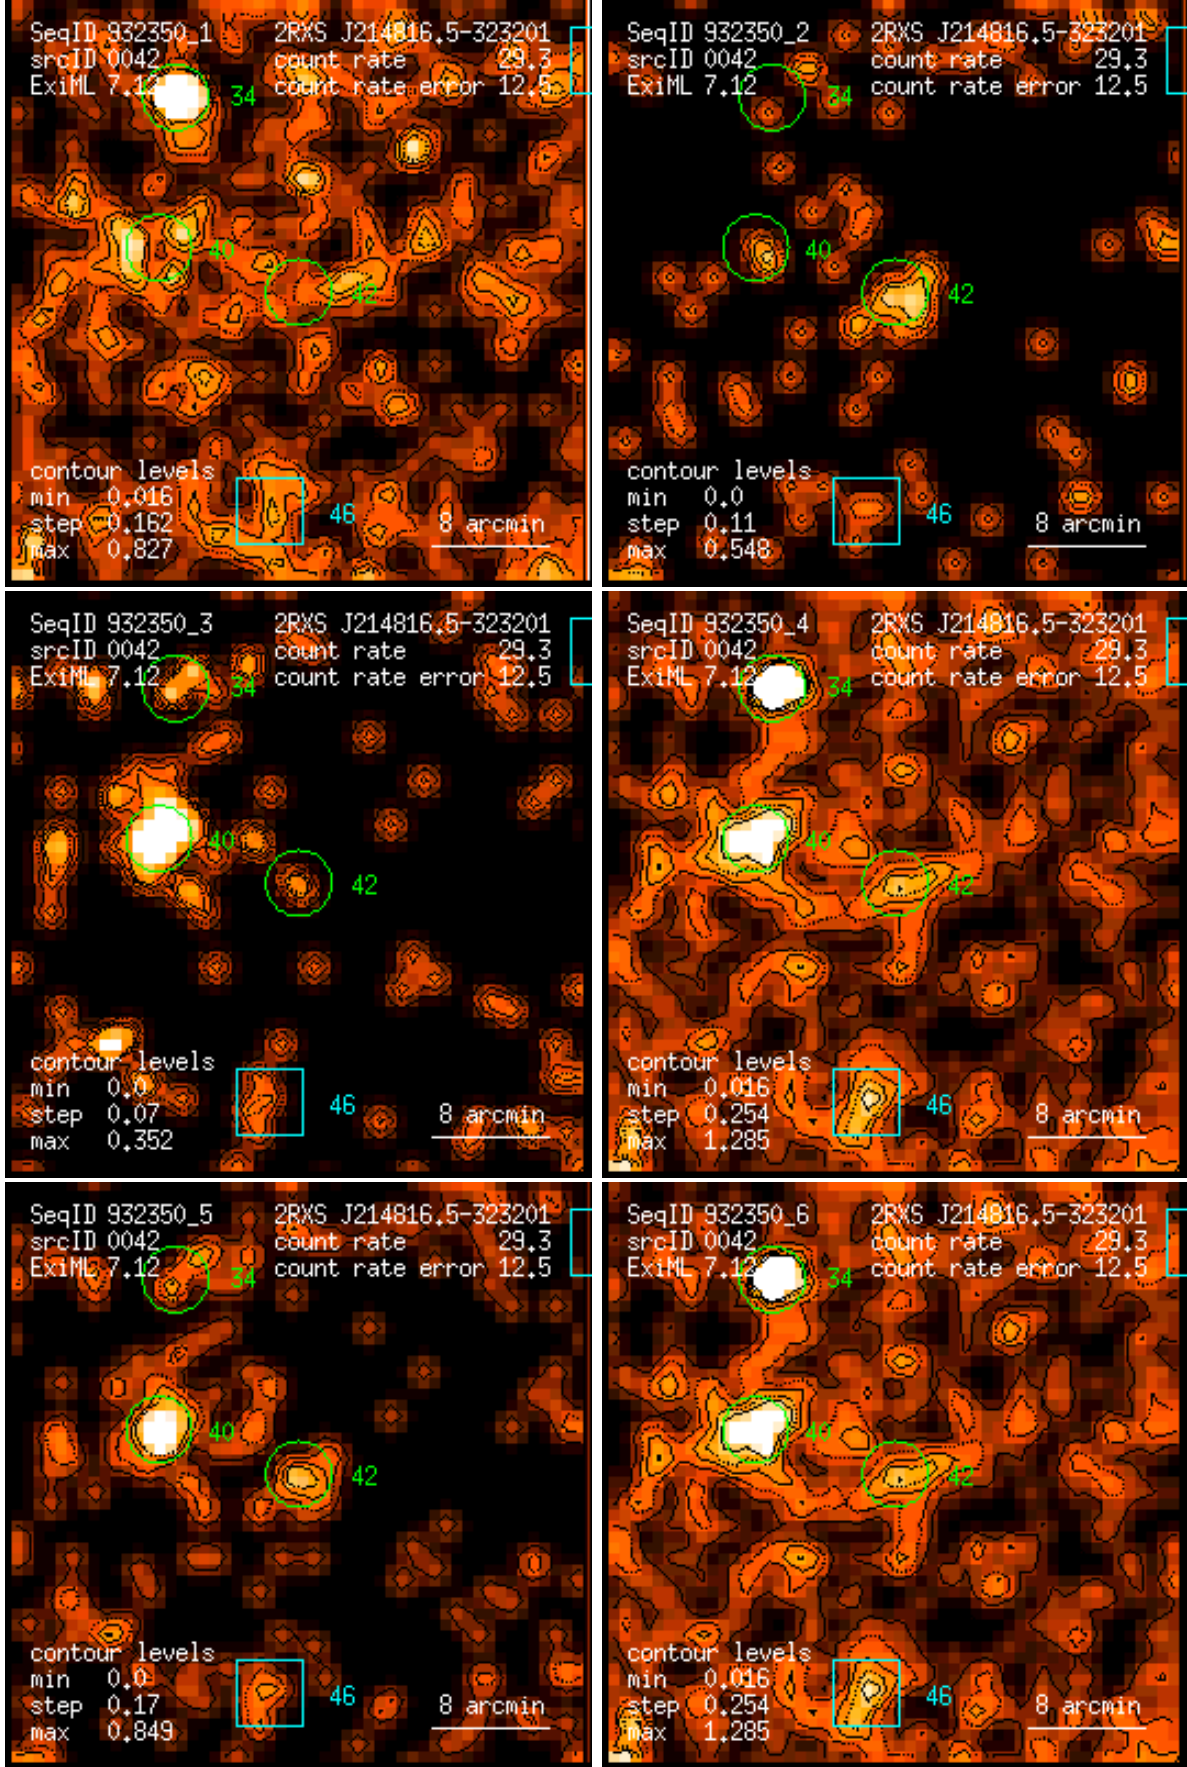 SeqID 932350_1 2RXS J214816.5-323201
srcID 0042 count rate 29.3
ExiML 7.12 count rate error 12.5
34
40
42
contour levels
min 0.016
step 0.162
max 0.827
46
8 arcmin
SeqID 932350_2 2RXS J214816.5-323201
srcID 0042 count rate 29.3
ExiML 7.12 count rate error 12.5
34
40
42
contour levels
min 0.0
step 0.11
max 0.548
46
8 arcmin
SeqID 932350_3 2RXS J214816.5-323201
srcID 0042 count rate 29.3
ExiML 7.12 count rate error 12.5
34
40
42
contour levels
min 0.0
step 0.07
max 0.352
46
8 arcmin
SeqID 932350_4 2RXS J214816.5-323201
srcID 0042 count rate 29.3
ExiML 7.12 count rate error 12.5
34
40
42
contour levels
min 0.016
step 0.254
max 1.285
46
8 arcmin
SeqID 932350_5 2RXS J214816.5-323201
srcID 0042 count rate 29.3
ExiML 7.12 count rate error 12.5
34
40
42
contour levels
min 0.0
step 0.17
max 0.849
46
8 arcmin
SeqID 932350_6 2RXS J214816.5-323201
srcID 0042 count rate 29.3
ExiML 7.12 count rate error 12.5
34
40
42
contour levels
min 0.016
step 0.254
max 1.285
46
8 arcmin